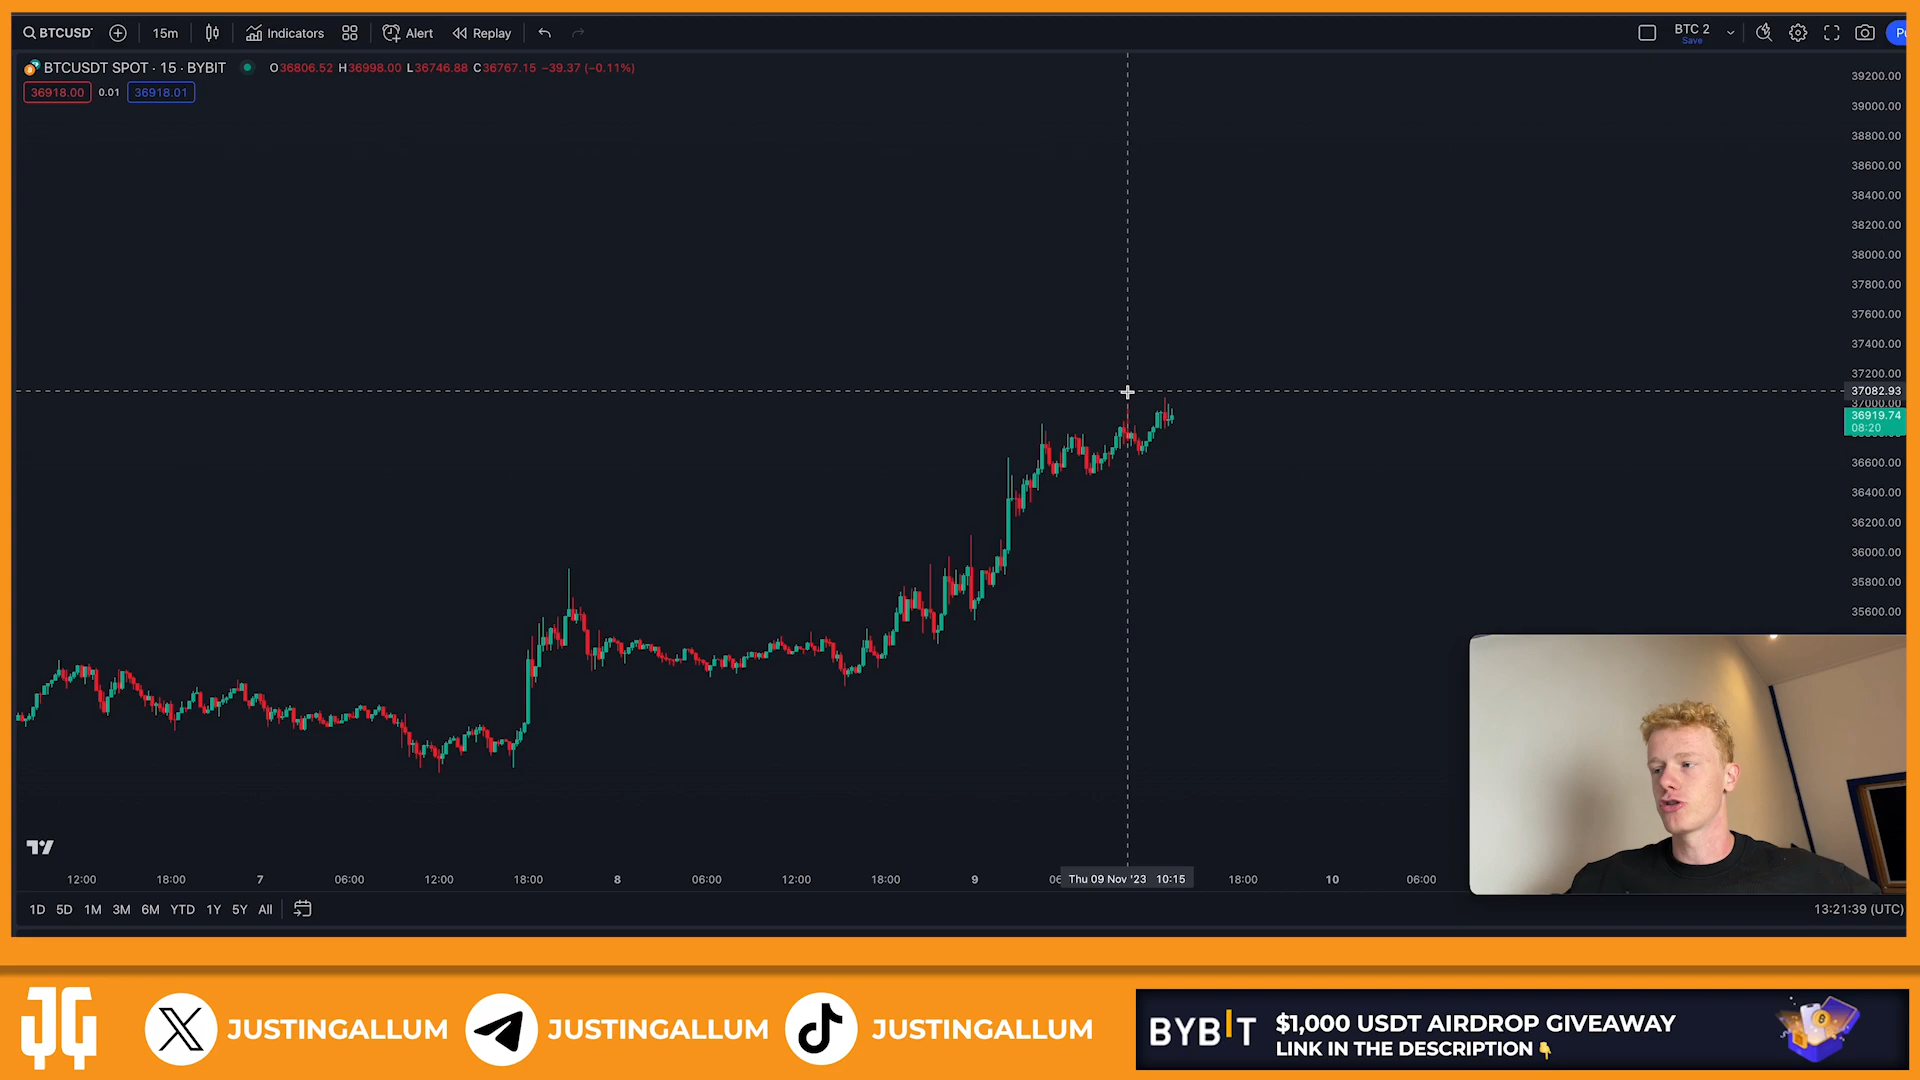 BTCUSDT
15m
Indicators
Alert
Replay
BTC 2
Save
BTCUSDT SPOT · 15 · BYBIT
O36806.52 H36998.00 L36746.88 C36767.15 −39.37 (−0.11%)
36918.00
0.01
36918.01
39200.00
39000.00
38800.00
38600.00
38400.00
38200.00
38000.00
37800.00
37600.00
37400.00
37200.00
37082.93
37000.00
36919.74
08:20
36600.00
36400.00
36200.00
36000.00
35800.00
35600.00
12:00
18:00
7
06:00
12:00
18:00
8
06:00
12:00
18:00
9
Thu 09 Nov '23 10:15
18:00
10
06:00
1D 5D 1M 3M 6M YTD 1Y 5Y All
13:21:39 (UTC)
JG
JUSTINGALLUM
JUSTINGALLUM
JUSTINGALLUM
BYBIT
$1,000 USDT AIRDROP GIVEAWAY
LINK IN THE DESCRIPTION